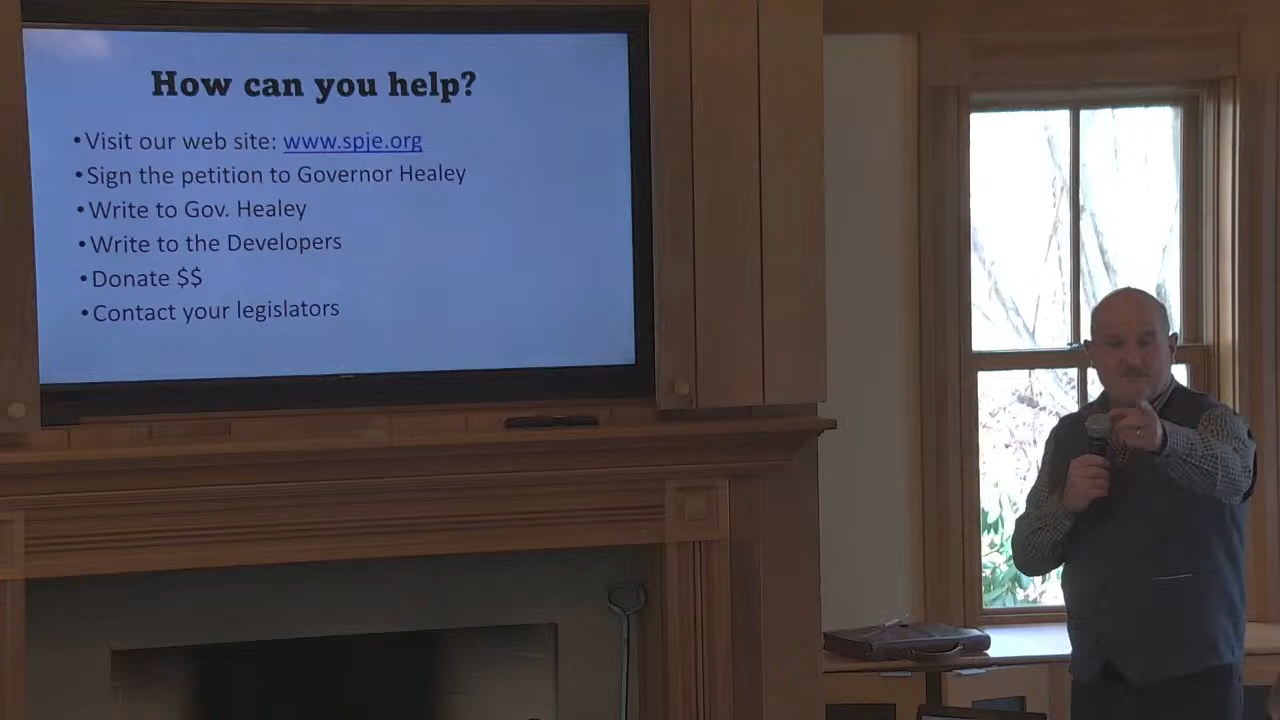 How can you help?
•Visit our web site: www.spje.org
•Sign the petition to Governor Healey
•Write to Gov. Healey
•Write to the Developers
•Donate $$
•Contact your legislators